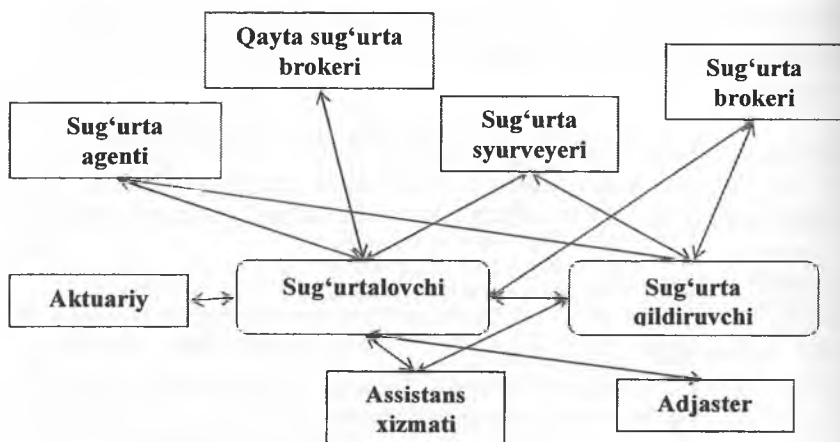 Qayta sug‘urta
brokeri
Sug‘urta
brokeri
Sug‘urta
agenti
Sug‘urta
syurveyeri
Aktuariy
Sug‘urtalovchi
Sug‘urta
qildiruvchi
Assistans
xizmati
Adjaster